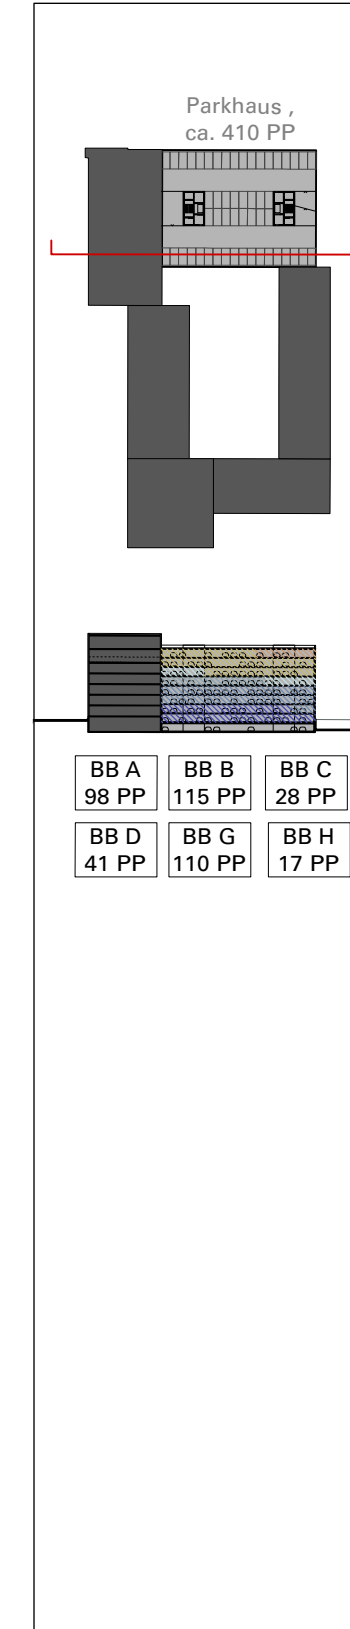 Parkhaus ,
ca. 410 PP
BB A
98 PP
BB B
115 PP
BB C
28 PP
BB D
41 PP
BB G
110 PP
BB H
17 PP